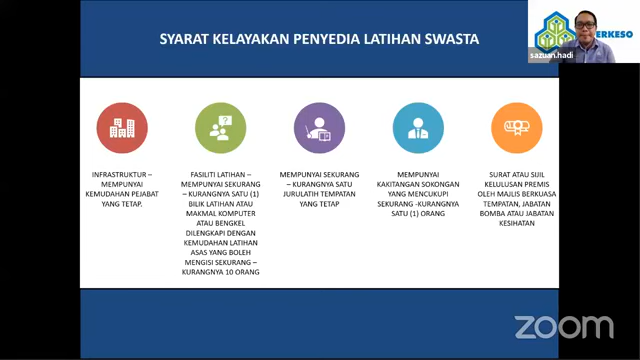 SYARAT KELAYAKAN PENYEDIA LATIHAN SWASTA
ERKESO
sazuan.hadi
INFRASTRUKTUR –
MEMPUNYAI
KEMUDAHAN PEJABAT
YANG TETAP.
FASILITI LATIHAN –
MEMPUNYAI SEKURANG
– KURANGNYA SATU (1)
BILIK LATIHAN ATAU
MAKMAL KOMPUTER
ATAU BENGKEL
DILENGKAPI DENGAN
KEMUDAHAN LATIHAN
ASAS YANG BOLEH
MENGISI SEKURANG –
KURANGNYA 10 ORANG
MEMPUNYAI SEKURANG
– KURANGNYA SATU
JURULATIH TEMPATAN
YANG TETAP
MEMPUNYAI
KAKITANGAN SOKONGAN
YANG MENCUKUPI
SEKURANG -KURANGNYA
SATU (1) ORANG
SURAT ATAU SIJIL
KELULUSAN PREMIS
OLEH MAJLIS BERKUASA
TEMPATAN, JABATAN
BOMBA ATAU JABATAN
KESIHATAN
zoom